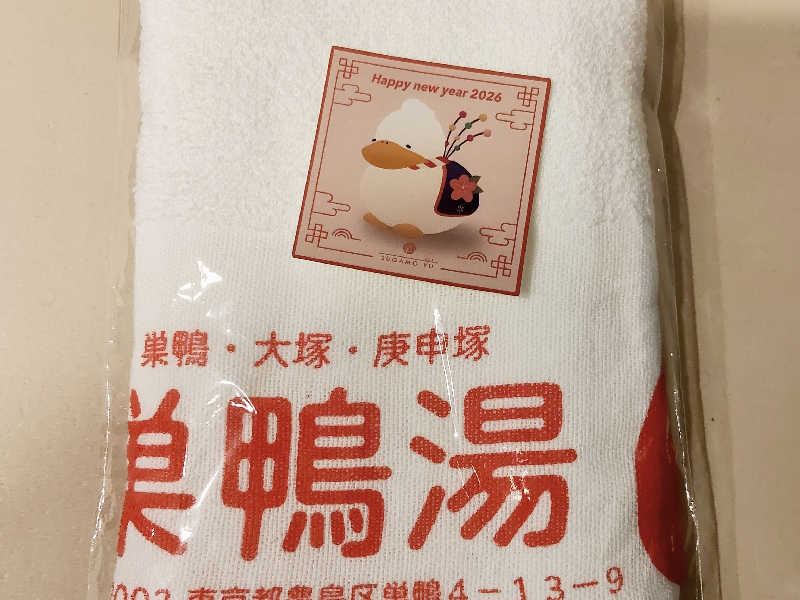 Happy new year 2026
SUGAMO YU
巣鴨・大塚・庚申塚
巣鴨湯
003 東京都豊島区巣鴨4－13－9